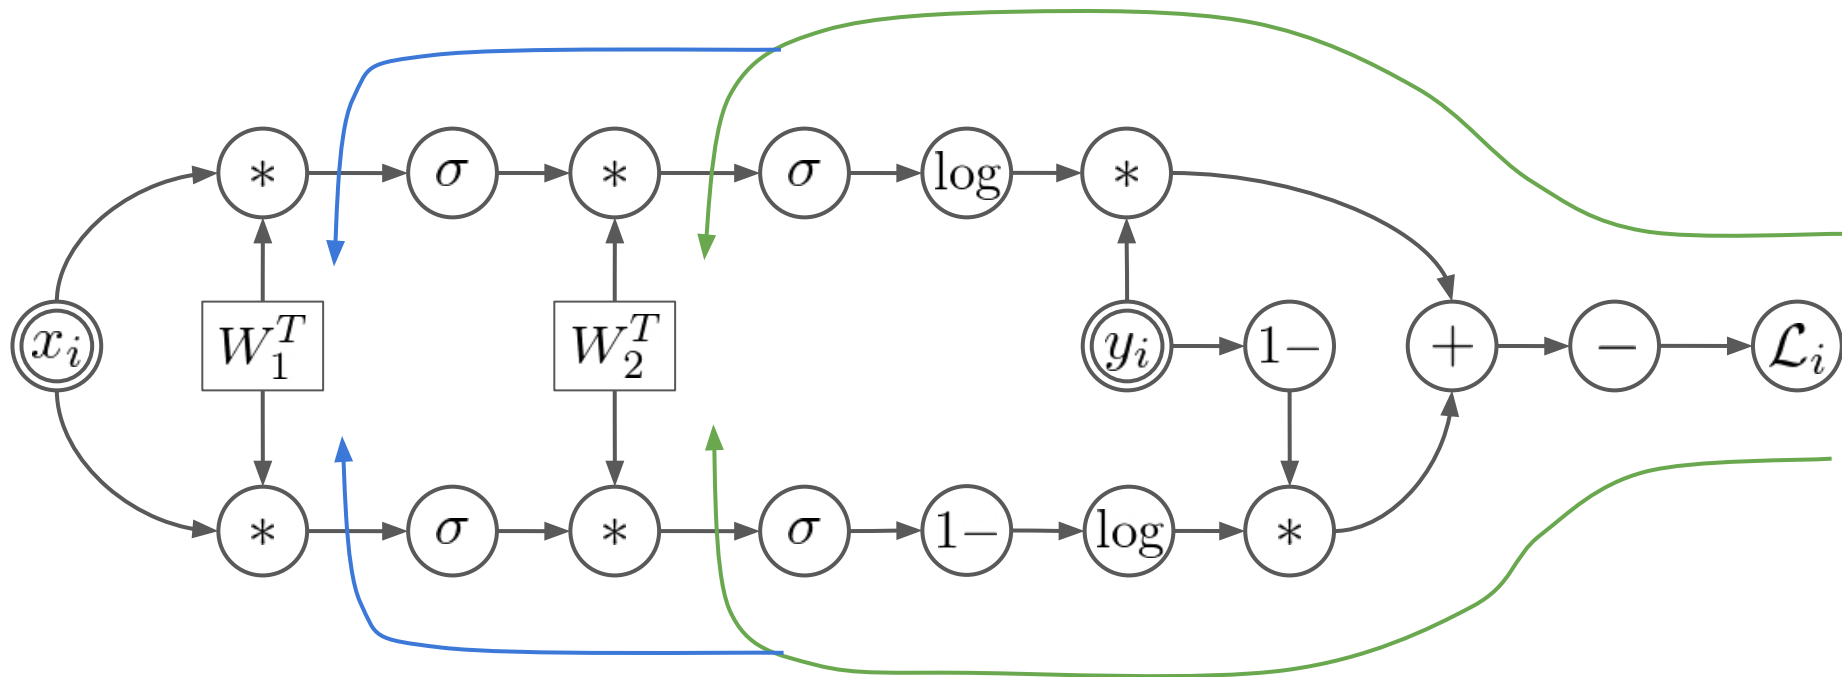 * σ * σ log *
x_i W_1^T W_2^T y_i 1− + − ℒ_i
* σ * σ 1− log *